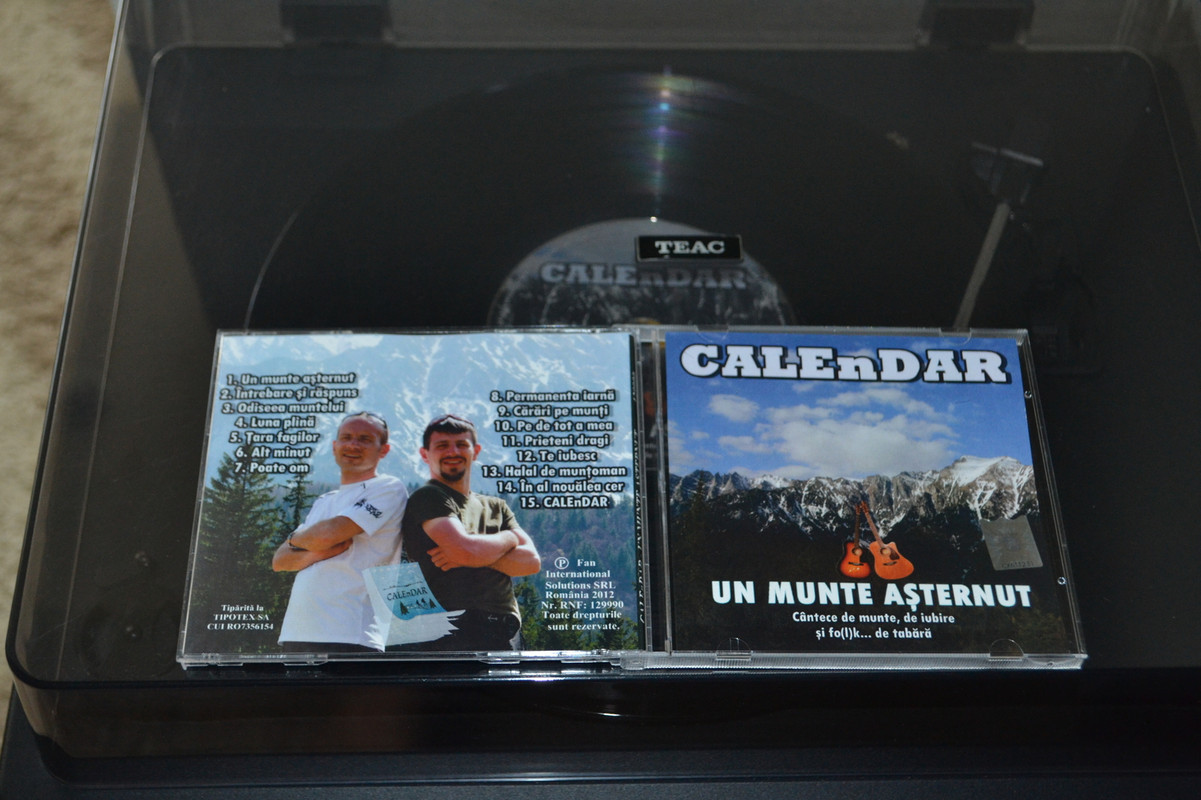 TEAC
CALEnDAR
1. Un munte așternut
2. Întrebare și răspuns
3. Odiseea muntelui
4. Luna plină
5. Țara fagilor
6. Alt minut
7. Poate om
8. Permanenta iarnă
9. Cărări pe munți
10. Pe de tot a mea
11. Prieteni dragi
12. Te iubesc
13. Halal de munțoman
14. În al nouălea cer
15. CALEnDAR
CALEnDAR
Tipărită la
TIPOTEX-SA
CUI RO7356154
Ⓟ Fan
International
Solutions SRL
România 2012
Nr. RNF: 129990
Toate drepturile
sunt rezervate.
CALEnDAR
UN MUNTE AȘTERNUT
Cântece de munte, de iubire
și fo(l)k... de tabără